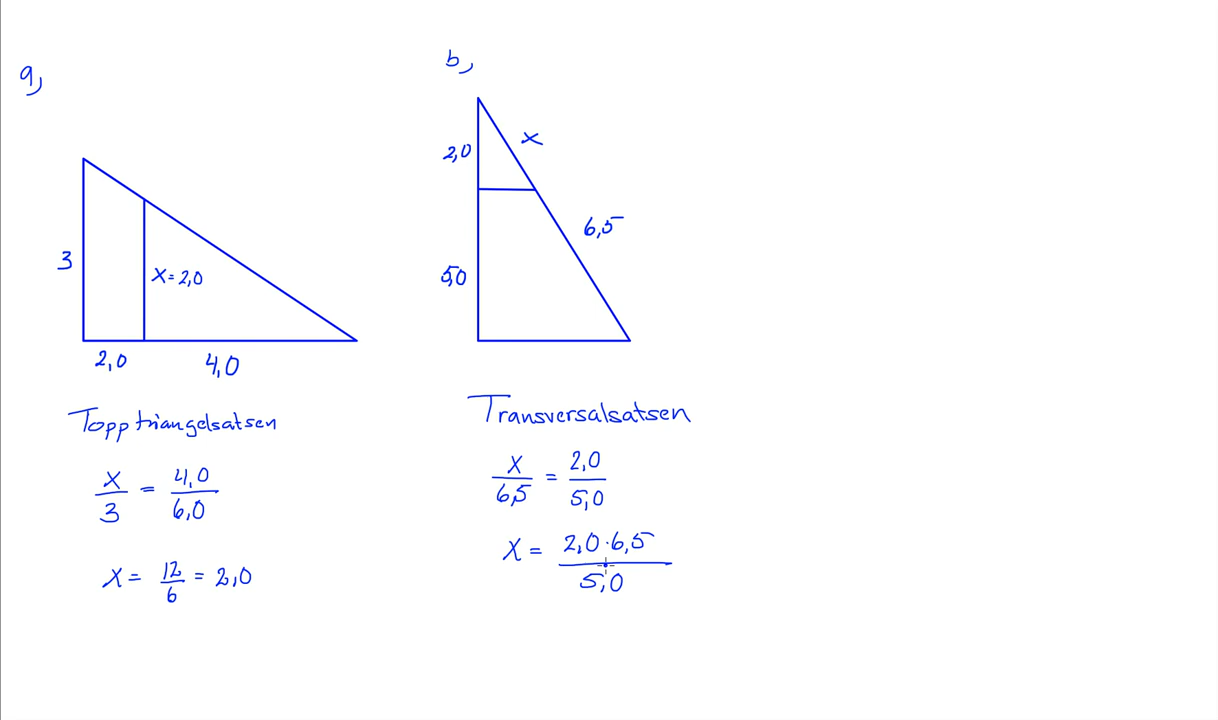 a)
3
x=2,0
2,0
4,0
Topptriangelsatsen
x/3 = 4,0/6,0
x = 12/6 = 2,0
b)
2,0
x
6,5
5,0
Transversalsatsen
x/6,5 = 2,0/5,0
x = 2,0·6,5/5,0